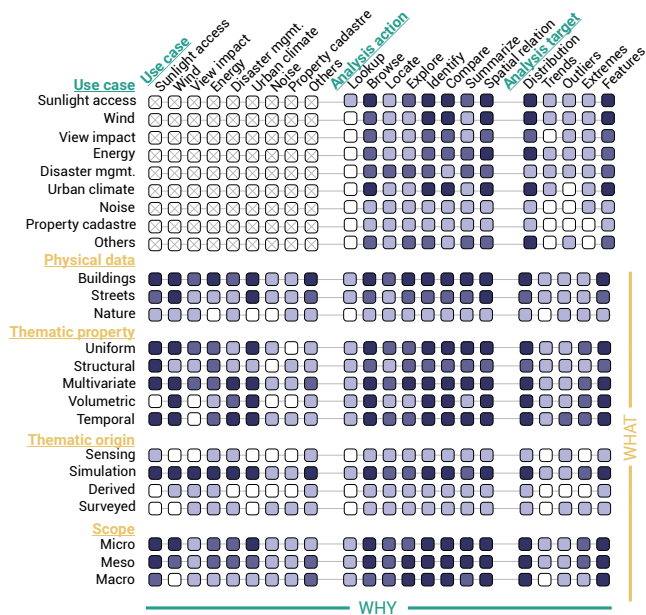 Use case
Sunlight access
Wind
View impact
Energy
Disaster mgmt.
Urban climate
Noise
Property cadastre
Others
Analysis action
Lookup
Browse
Locate
Explore
Identify
Compare
Summarize
Spatial relation
Analysis target
Distribution
Trends
Outliers
Extremes
Features
Use case
Sunlight access
Wind
View impact
Energy
Disaster mgmt.
Urban climate
Noise
Property cadastre
Others
Physical data
Buildings
Streets
Nature
Thematic property
Uniform
Structural
Multivariate
Volumetric
Temporal
Thematic origin
Sensing
Simulation
Derived
Surveyed
Scope
Micro
Meso
Macro
WHAT
WHY